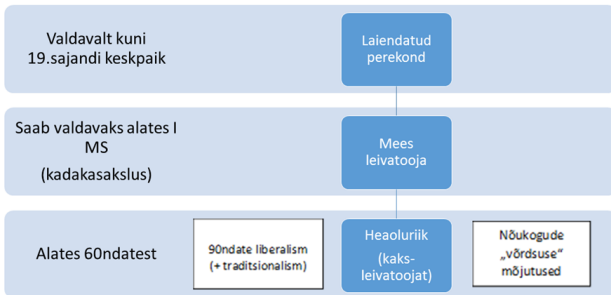 Valdavalt kuni
19.sajandi keskpaik
Laiendatud
perekond
Saab valdavaks alates I
MS
(kadakasakslus)
Mees
leivatooja
Alates 60ndatest
90ndate liberalism
(+ traditsionalism)
Heaoluriik
(kaks-
leivatoojat)
Nõukogude
„võrdsuse“
mõjutused